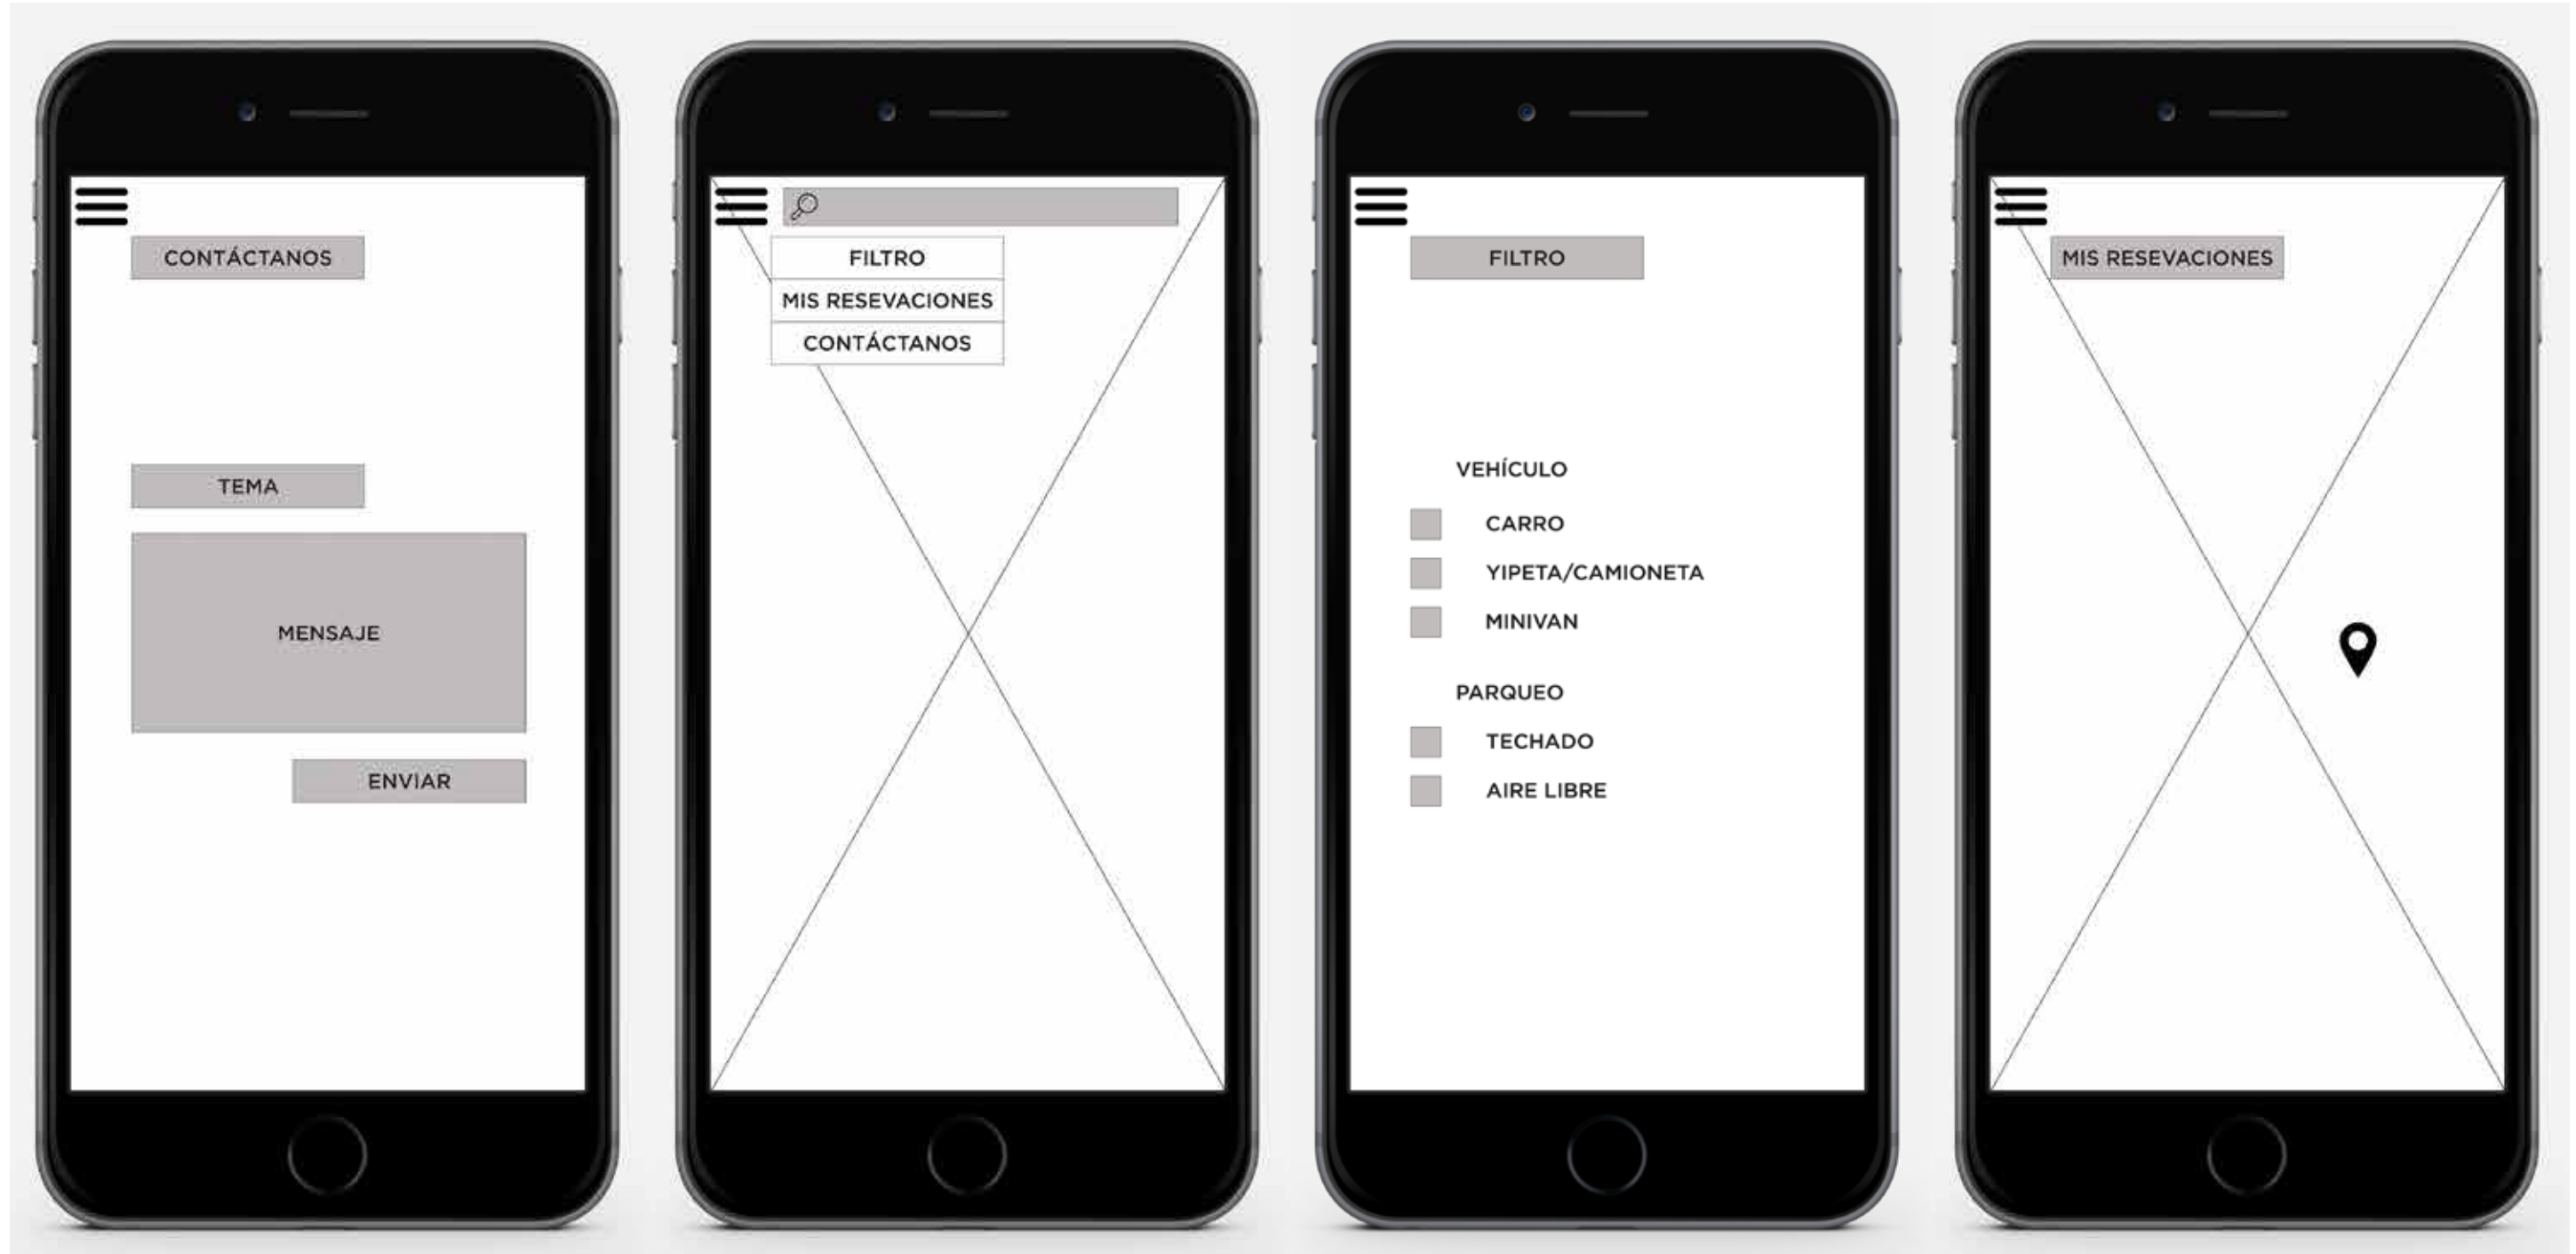 CONTÁCTANOS
TEMA
MENSAJE
ENVIAR
FILTRO
MIS RESEVACIONES
CONTÁCTANOS
FILTRO
VEHÍCULO
CARRO
YIPETA/CAMIONETA
MINIVAN
PARQUEO
TECHADO
AIRE LIBRE
MIS RESEVACIONES